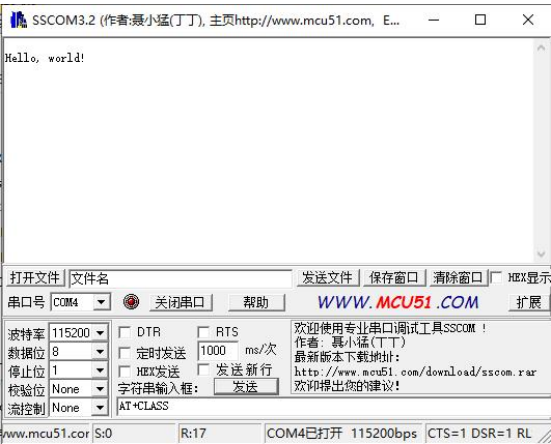 SSCOM3.2 (作者:聂小猛(丁丁), 主页http://www.mcu51.com, E...
Hello, world!
打开文件 文件名 发送文件 保存窗口 清除窗口 HEX显示
串口号 COM4 关闭串口 帮助 WWW.MCU51.COM 扩展
波特率 115200 DTR RTS
数据位 8 定时发送 1000 ms/次
停止位 1 HEX发送 发送新行
校验位 None 字符串输入框: 发送
流控制 None AT+CLASS
欢迎使用专业串口调试工具SSCOM !
作者: 聂小猛(丁丁)
最新版本下载地址:
http://www.mcu51.com/download/sscom.rar
欢迎提出您的建议!
www.mcu51.cor S:0 R:17 COM4已打开 115200bps CTS=1 DSR=1 RL